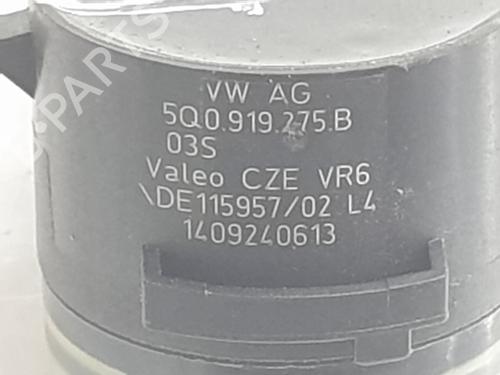 VW AG
5Q0.919.275.B
03S
Valeo CZE VR6
\DE115957/02 L4
1409240613